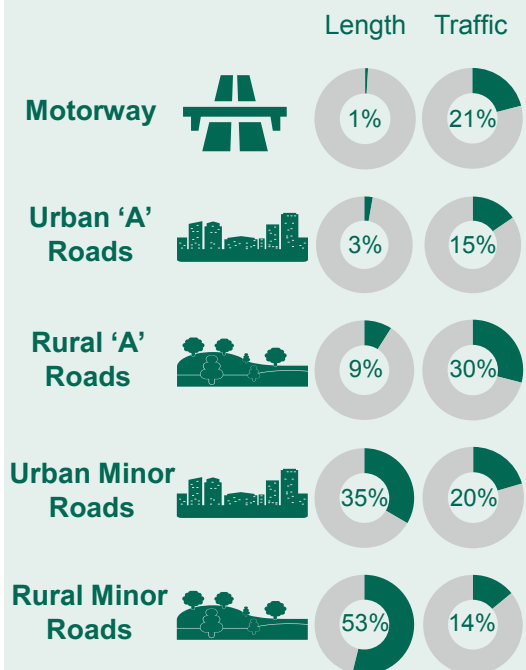 Length Traffic
Motorway 1% 21%
Urban ‘A’
Roads 3% 15%
Rural ‘A’
Roads 9% 30%
Urban Minor
Roads 35% 20%
Rural Minor
Roads 53% 14%